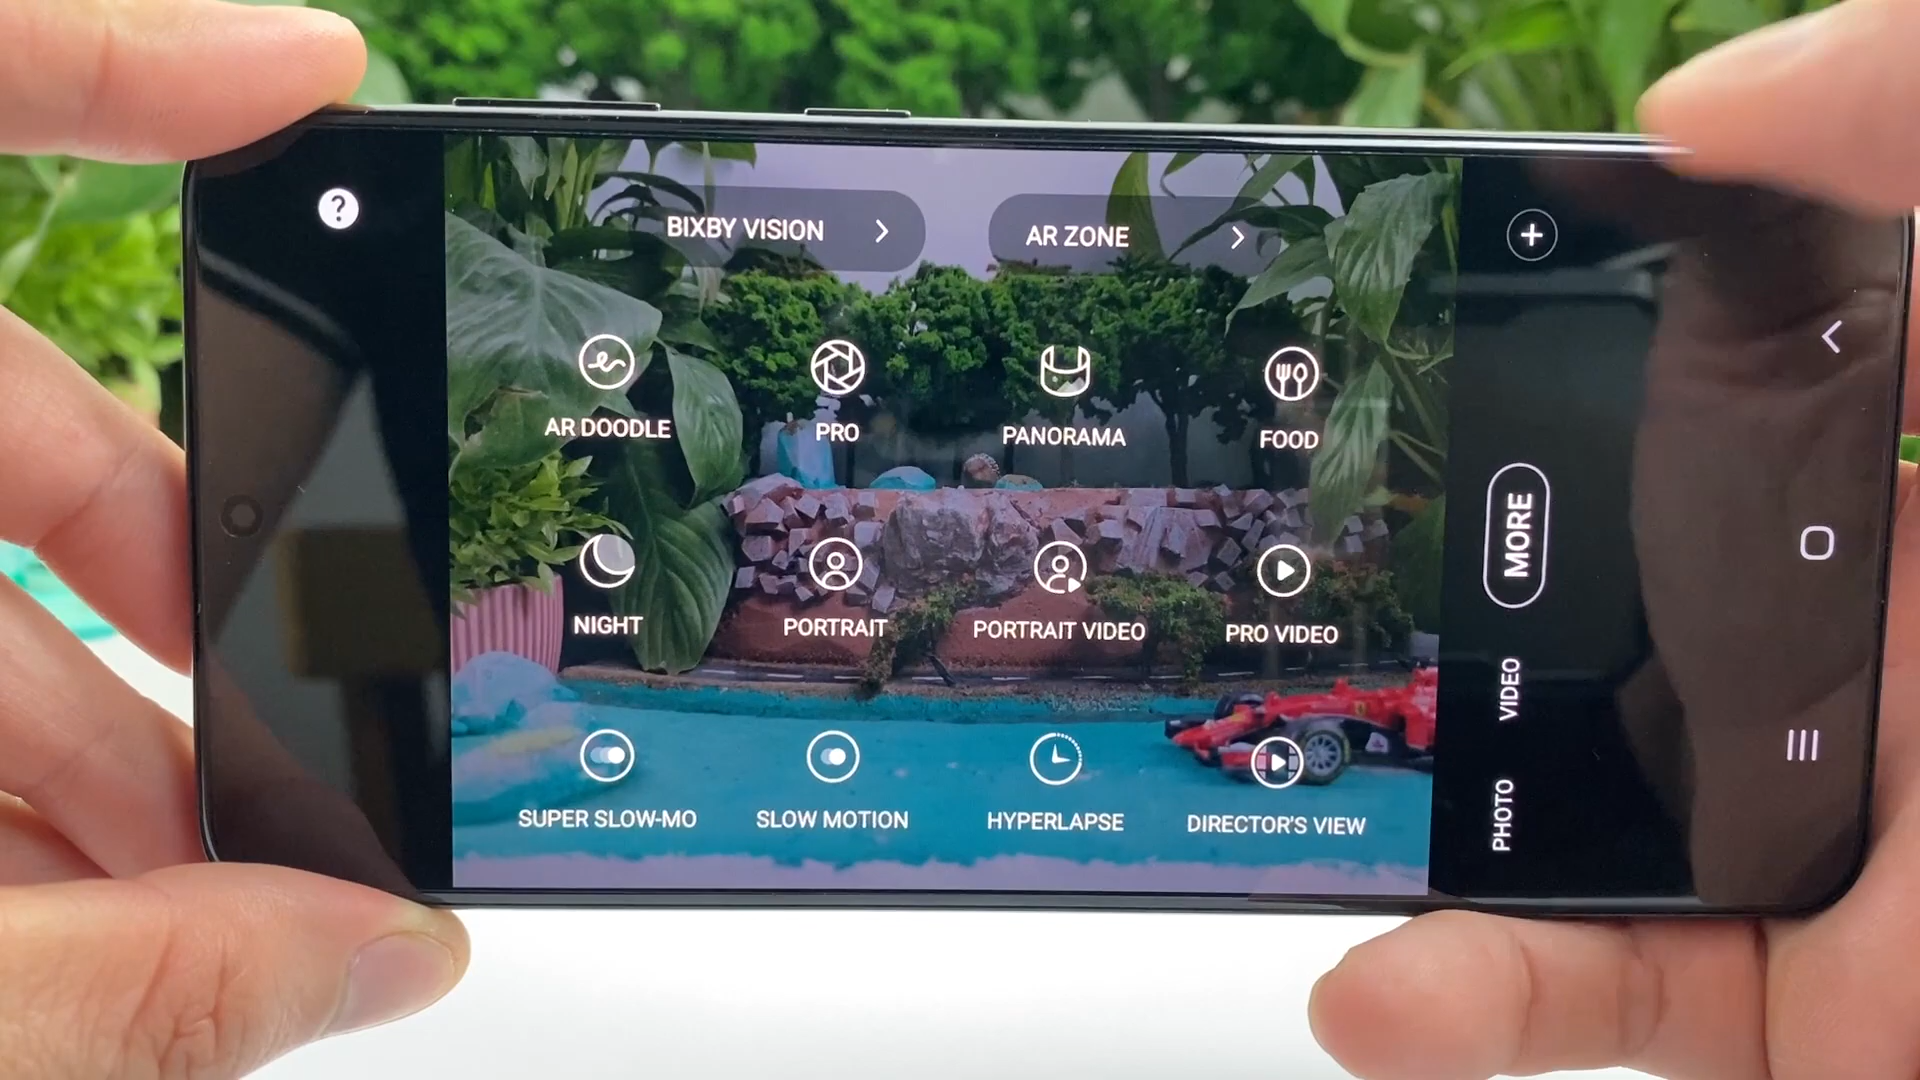 BIXBY VISION
AR ZONE
AR DOODLE
PRO
PANORAMA
FOOD
NIGHT
PORTRAIT
PORTRAIT VIDEO
PRO VIDEO
SUPER SLOW-MO
SLOW MOTION
HYPERLAPSE
DIRECTOR'S VIEW
MORE
VIDEO
PHOTO